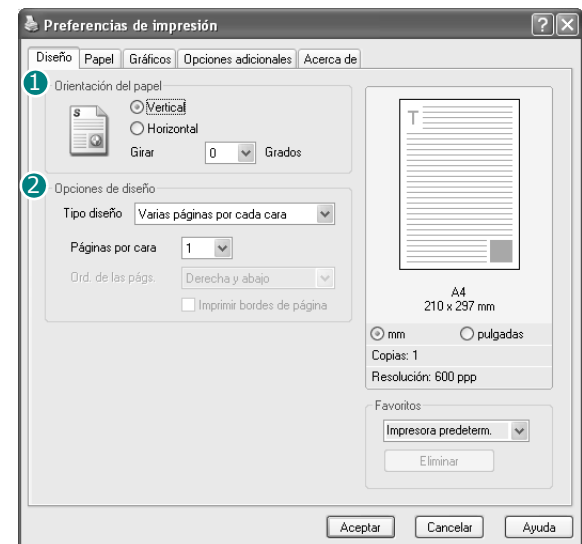 Preferencias de impresión
Diseño Papel Gráficos Opciones adicionales Acerca de
1 Orientación del papel
S
Vertical
Horizontal
Girar 0 Grados
2 Opciones de diseño
Tipo diseño Varias páginas por cada cara
Páginas por cara 1
Ord. de las págs. Derecha y abajo
Imprimir bordes de página
T
A4
210 x 297 mm
mm pulgadas
Copias: 1
Resolución: 600 ppp
Favoritos
Impresora predeterm.
Eliminar
Aceptar Cancelar Ayuda